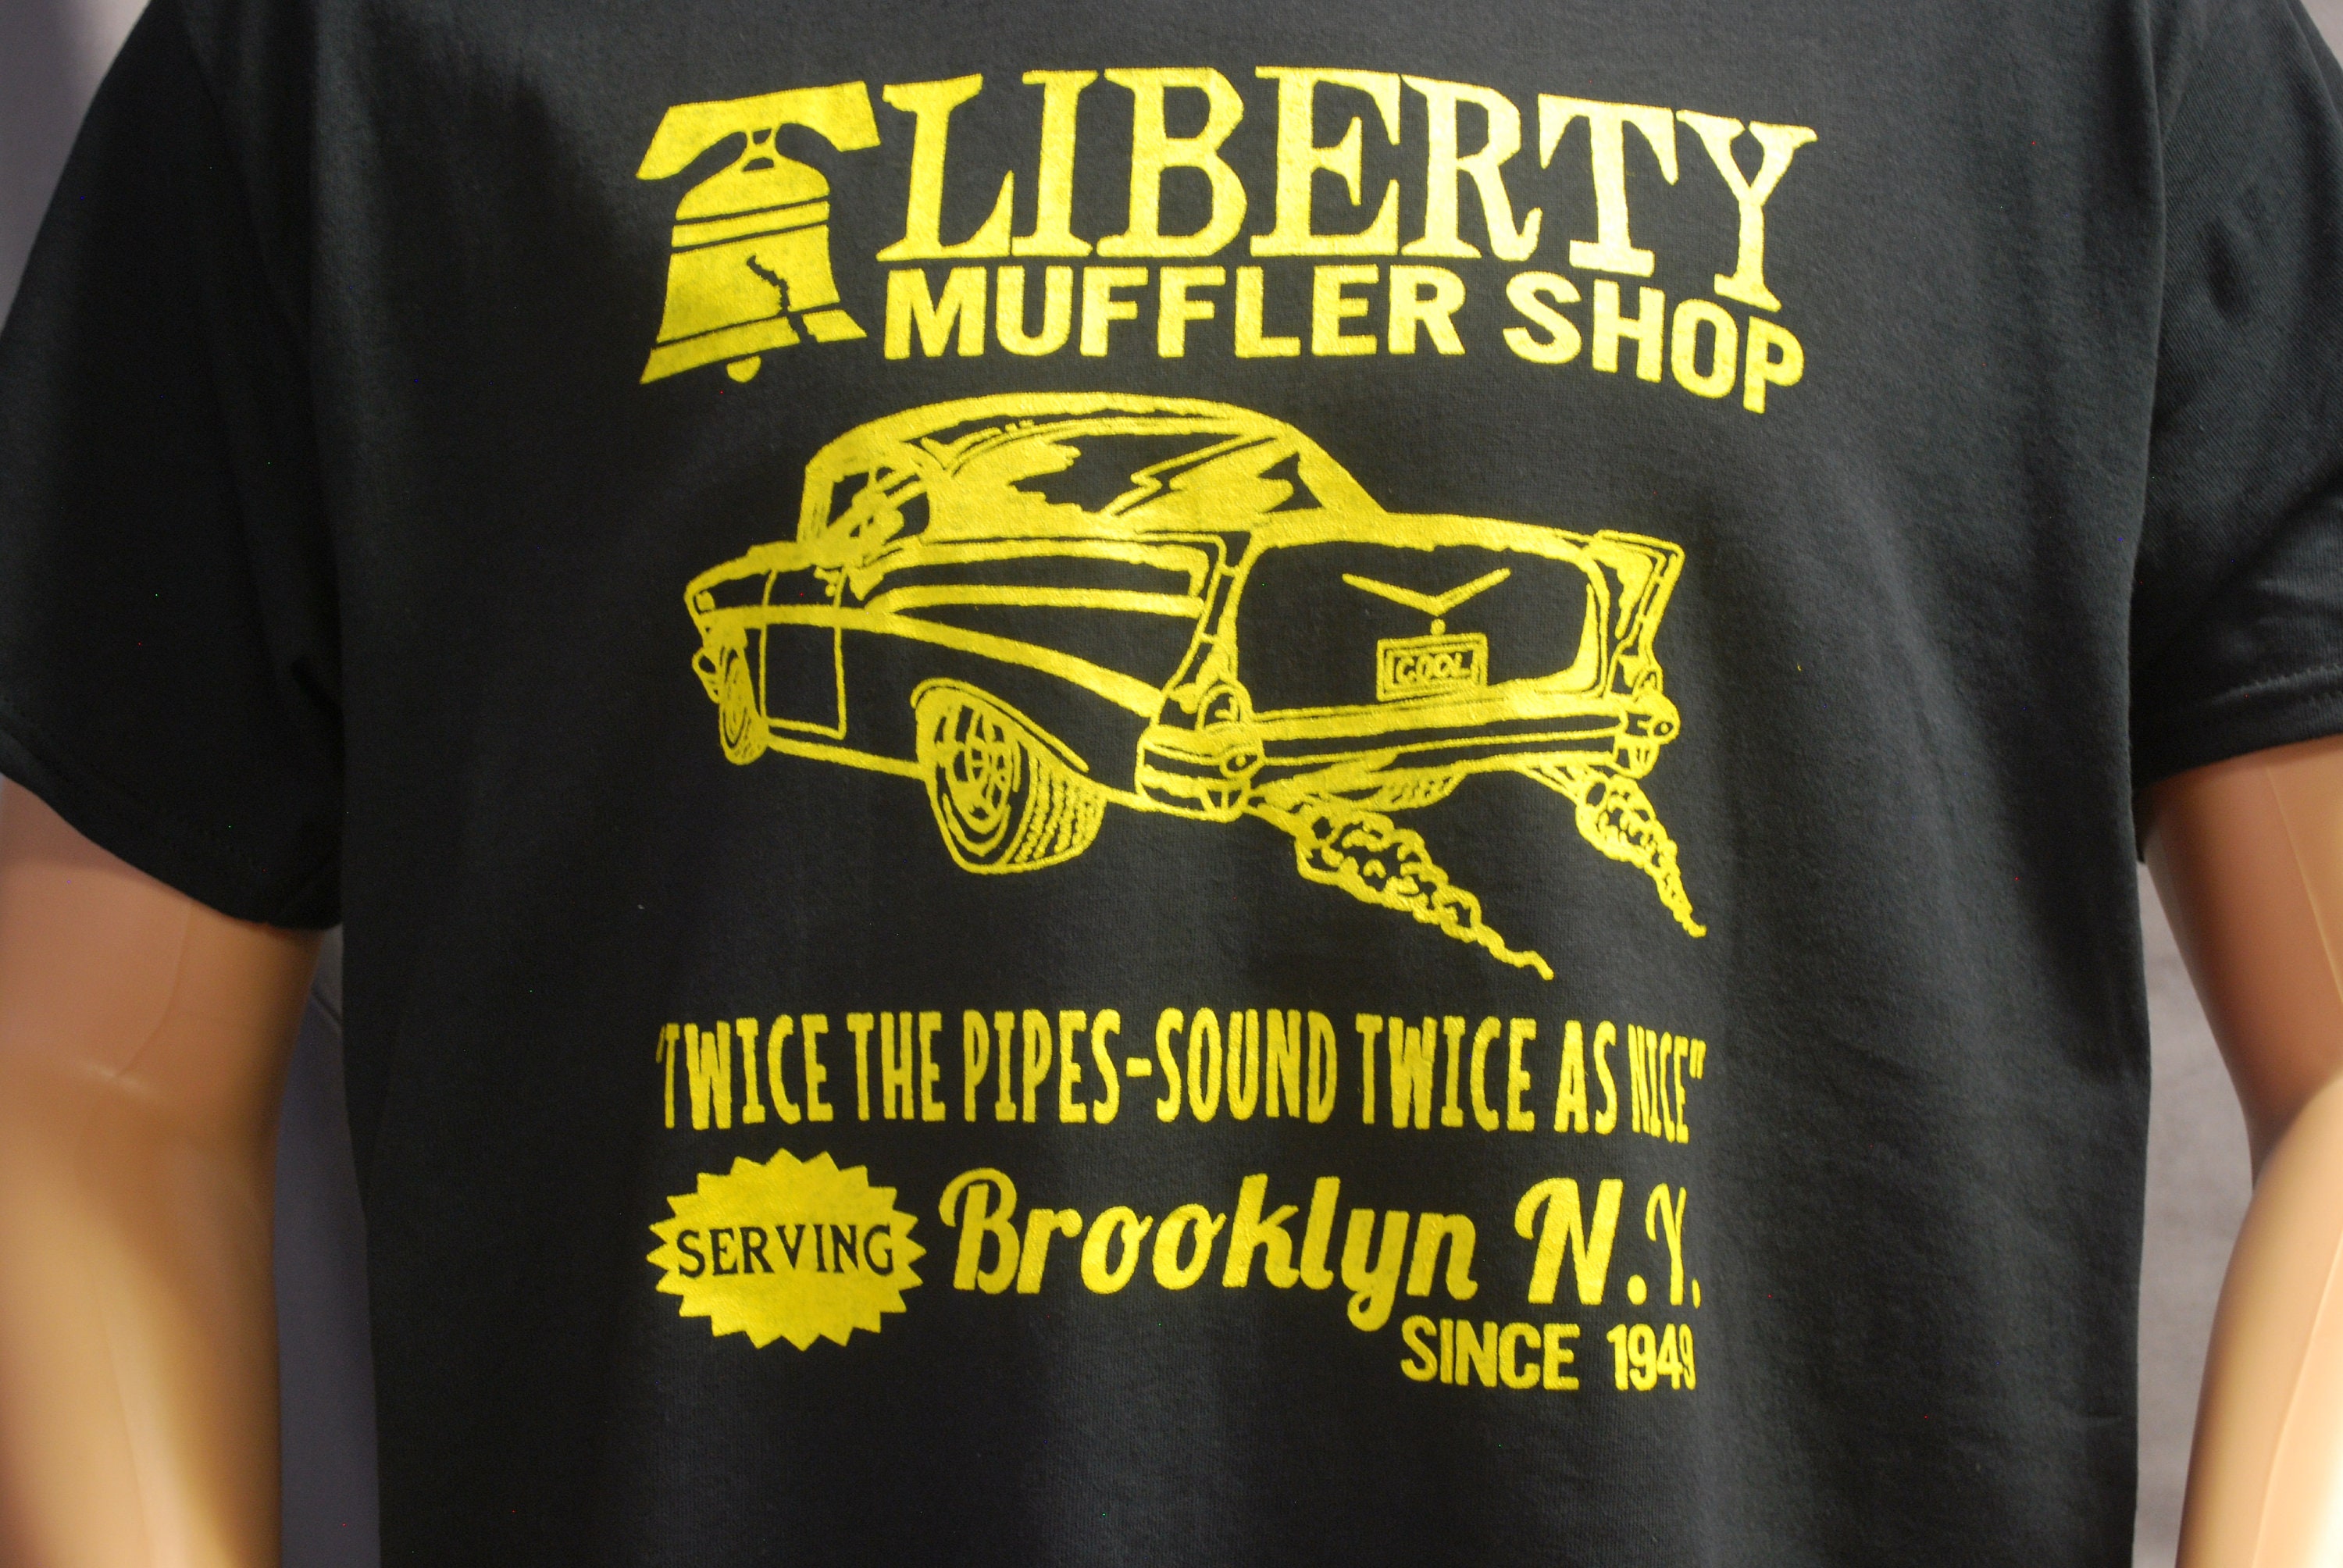 LIBERTY
MUFFLER SHOP
COOL
"TWICE THE PIPES-SOUND TWICE AS NICE"
SERVING Brooklyn N.Y.
SINCE 1949